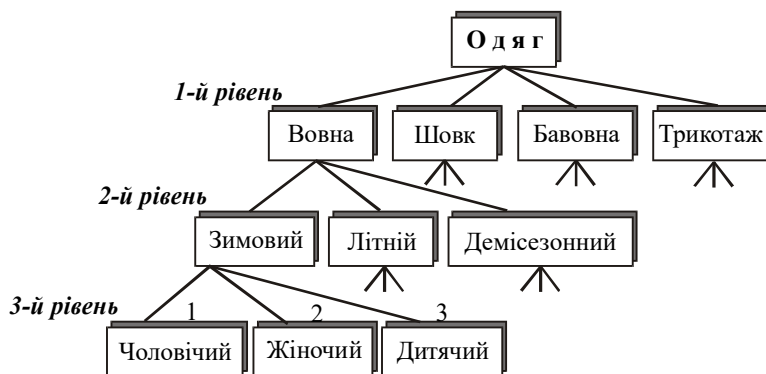 О д я г
1-й рівень
Вовна Шовк Бавовна Трикотаж
2-й рівень
Зимовий Літній Демісезонний
3-й рівень
1 2 3
Чоловічий Жіночий Дитячий